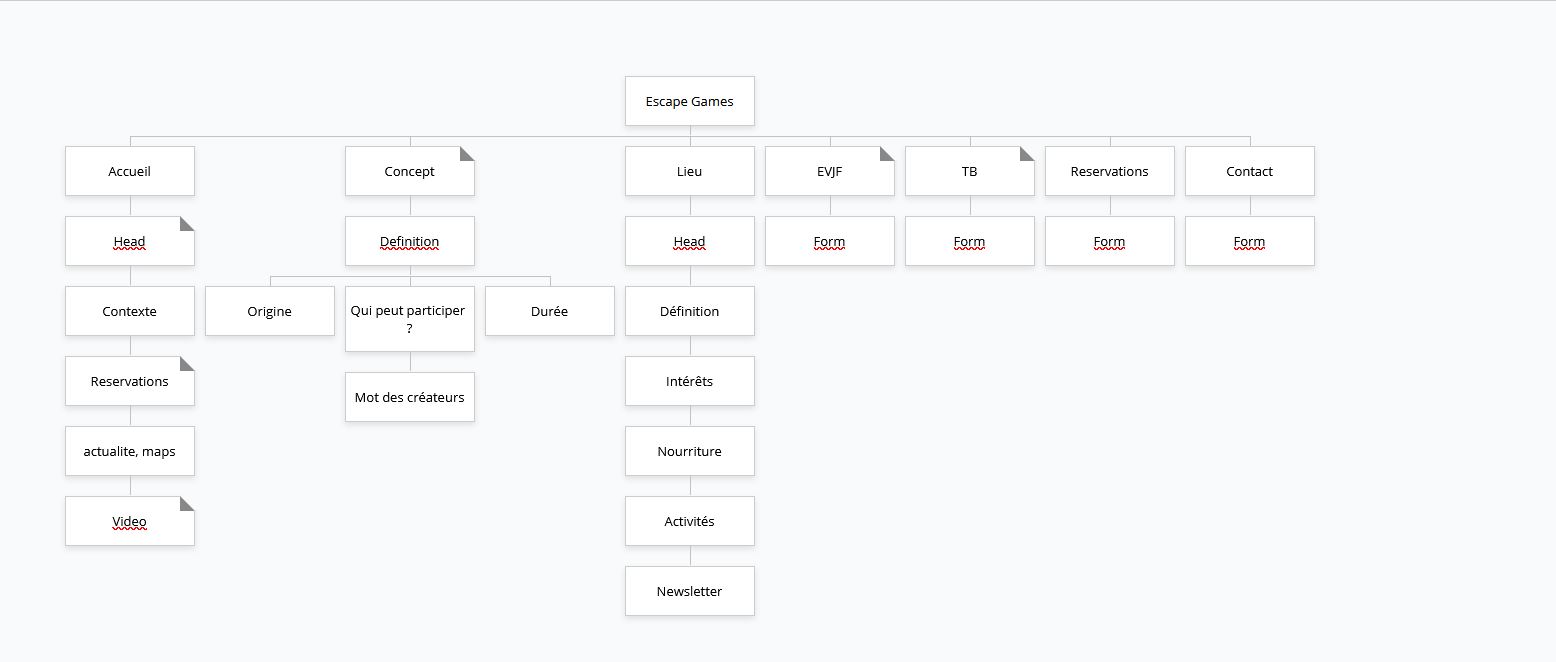 Escape Games
Accueil
Concept
Lieu
EVJF
TB
Reservations
Contact
Head
Definition
Head
Form
Form
Form
Form
Contexte
Origine
Qui peut participer
?
Durée
Définition
Reservations
Mot des créateurs
Intérêts
actualite, maps
Nourriture
Video
Activités
Newsletter